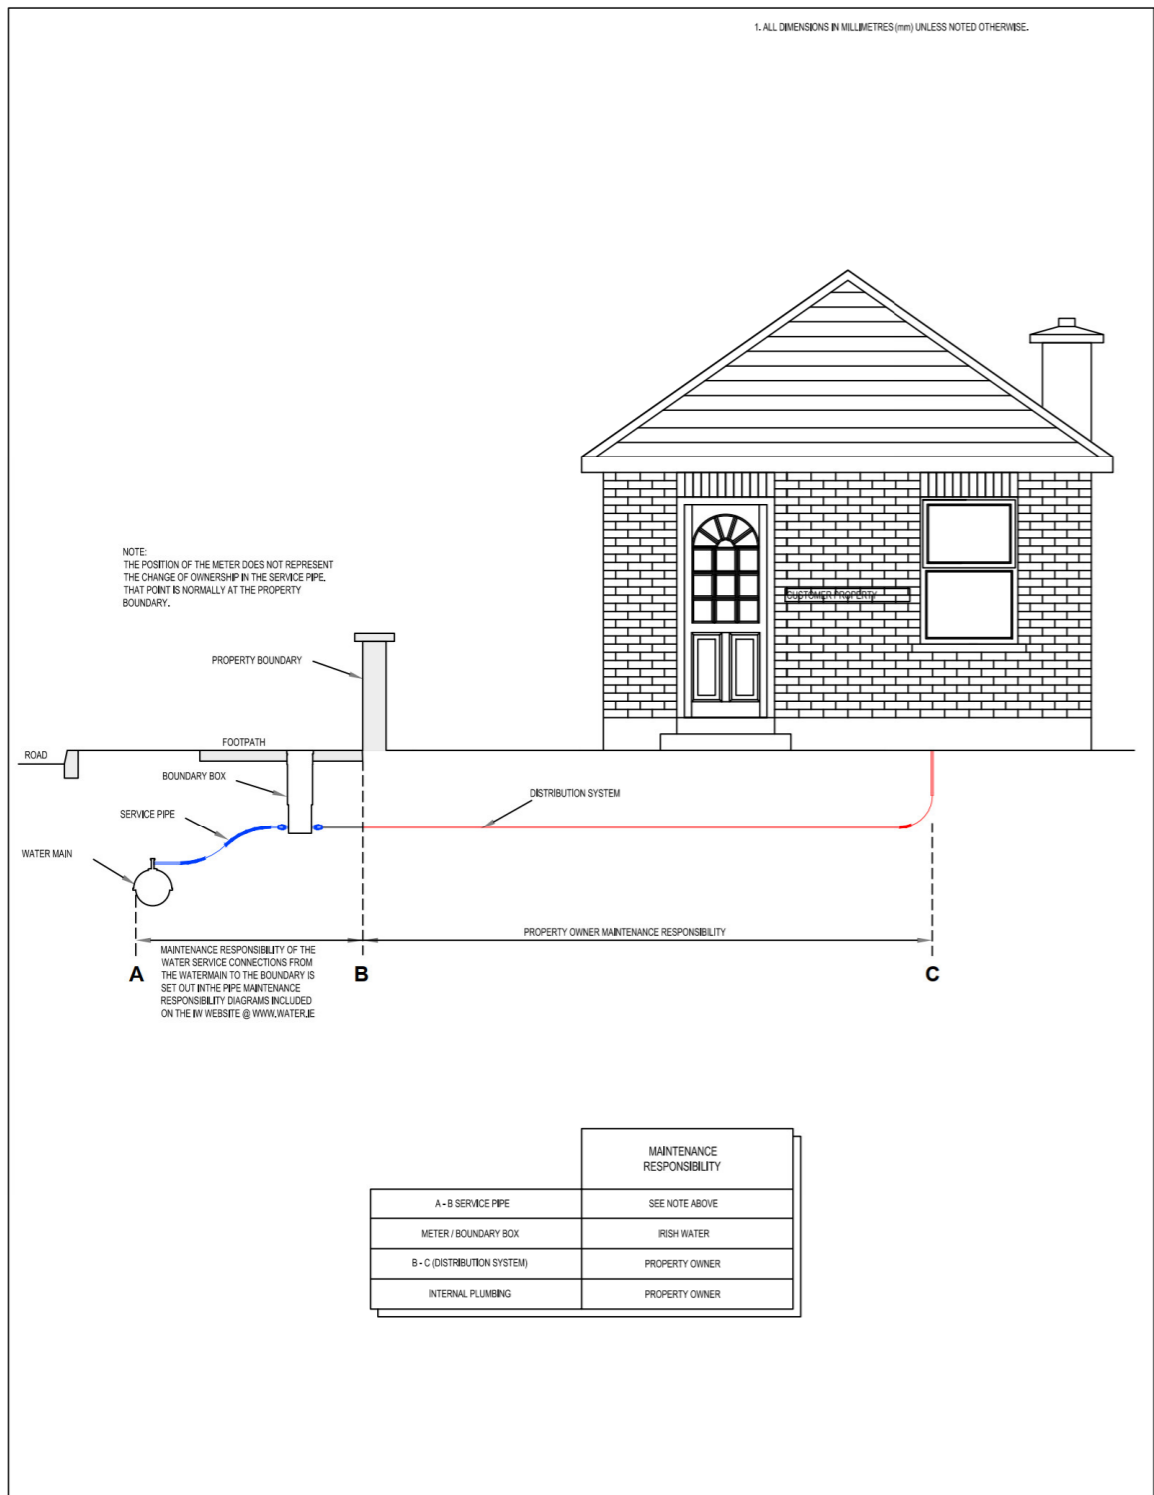 1. ALL DIMENSIONS IN MILLIMETRES (mm) UNLESS NOTED OTHERWISE.
NOTE:
THE POSITION OF THE METER DOES NOT REPRESENT
THE CHANGE OF OWNERSHIP IN THE SERVICE PIPE.
THAT POINT IS NORMALLY AT THE PROPERTY
BOUNDARY.
CUSTOMER PROPERTY
PROPERTY BOUNDARY
FOOTPATH
ROAD
BOUNDARY BOX
DISTRIBUTION SYSTEM
SERVICE PIPE
WATER MAIN
PROPERTY OWNER MAINTENANCE RESPONSIBILITY
A
B
C
MAINTENANCE RESPONSIBILITY OF THE
WATER SERVICE CONNECTIONS FROM
THE WATERMAIN TO THE BOUNDARY IS
SET OUT INTHE PIPE MAINTENANCE
RESPONSIBILITY DIAGRAMS INCLUDED
ON THE IW WEBSITE @ WWW.WATER.IE
MAINTENANCE
RESPONSIBILITY
A - B SERVICE PIPE SEE NOTE ABOVE
METER / BOUNDARY BOX IRISH WATER
B - C (DISTRIBUTION SYSTEM) PROPERTY OWNER
INTERNAL PLUMBING PROPERTY OWNER